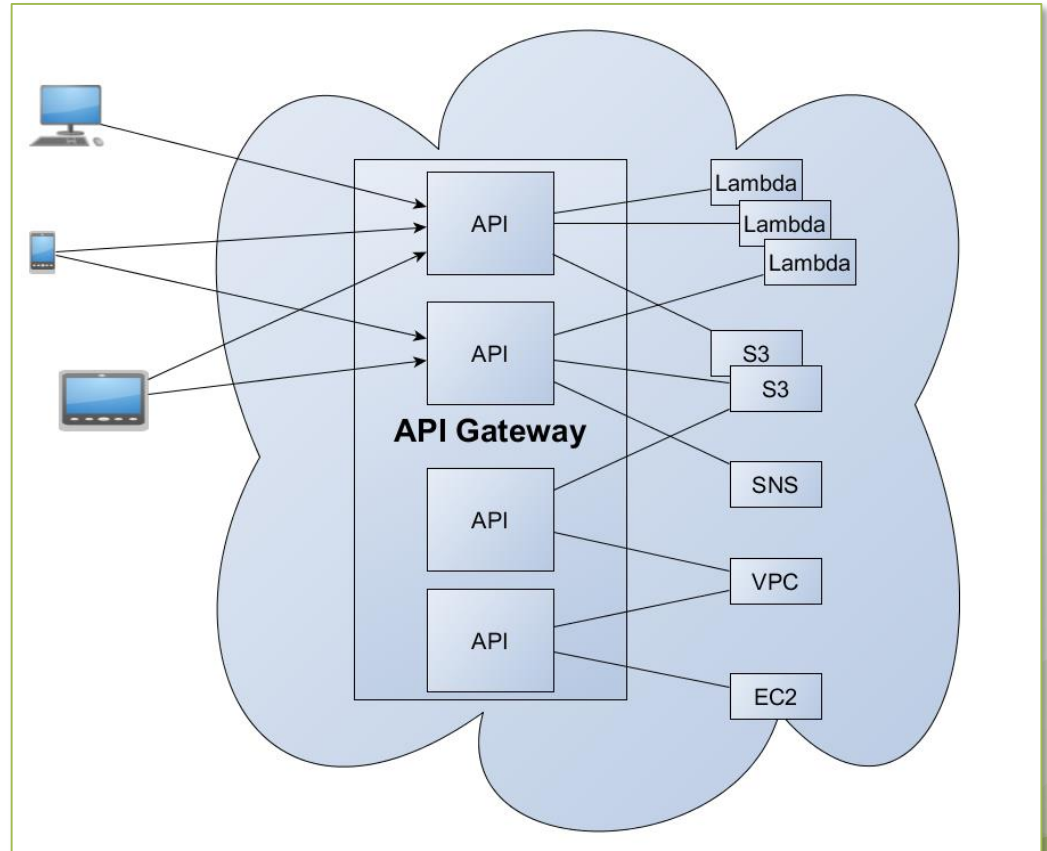 Lambda
API
Lambda
Lambda
API
S3
S3
API Gateway
SNS
API
VPC
API
EC2